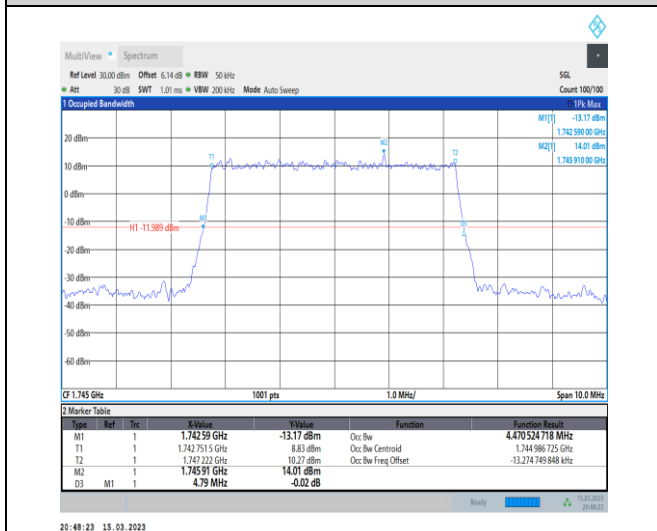 MultiView Spectrum
Ref Level 30.00 dBm Offset 6.14 dB RBW 50 kHz SGL
Att 30 dB SWT 1.01 ms VBW 200 kHz Mode Auto Sweep Count 100/100
1 Occupied Bandwidth 1Pk Max
M1[1] -13.17 dBm
1.742 590 00 GHz
M2[1] 14.01 dBm
1.745 910 00 GHz
20 dBm
M2
T1
T2
10 dBm
0 dBm
-10 dBm
M1
H1 -11.989 dBm
-20 dBm
-30 dBm
-40 dBm
-50 dBm
-60 dBm
CF 1.745 GHz 1001 pts 1.0 MHz/ Span 10.0 MHz
2 Marker Table
Type Ref Trc X-Value Y-Value Function Function Result
M1 1 1.742 59 GHz -13.17 dBm Occ Bw 4.470 524 718 MHz
T1 1 1.742 751 5 GHz 8.83 dBm Occ Bw Centroid 1.744 986 725 GHz
T2 1 1.747 222 GHz 10.27 dBm Occ Bw Freq Offset -13.274 749 848 kHz
M2 1 1.745 91 GHz 14.01 dBm
D3 M1 1 4.79 MHz -0.02 dB
Ready 15.03.2023
20:48:22
20:48:23 15.03.2023